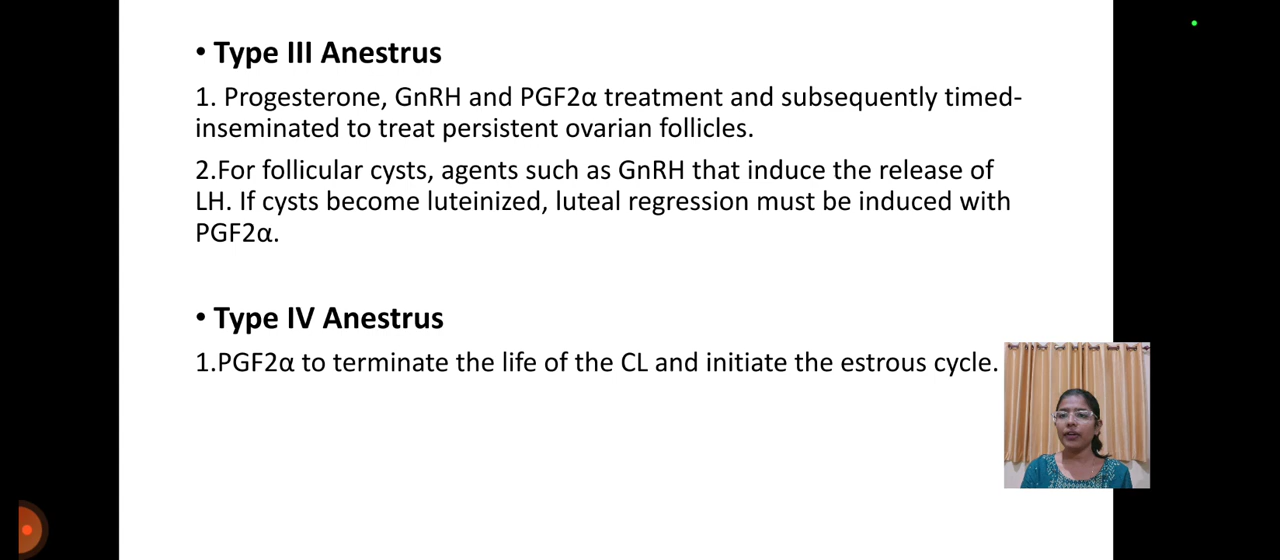 • Type III Anestrus
1. Progesterone, GnRH and PGF2α treatment and subsequently timed-
inseminated to treat persistent ovarian follicles.
2.For follicular cysts, agents such as GnRH that induce the release of
LH. If cysts become luteinized, luteal regression must be induced with
PGF2α.
• Type IV Anestrus
1.PGF2α to terminate the life of the CL and initiate the estrous cycle.